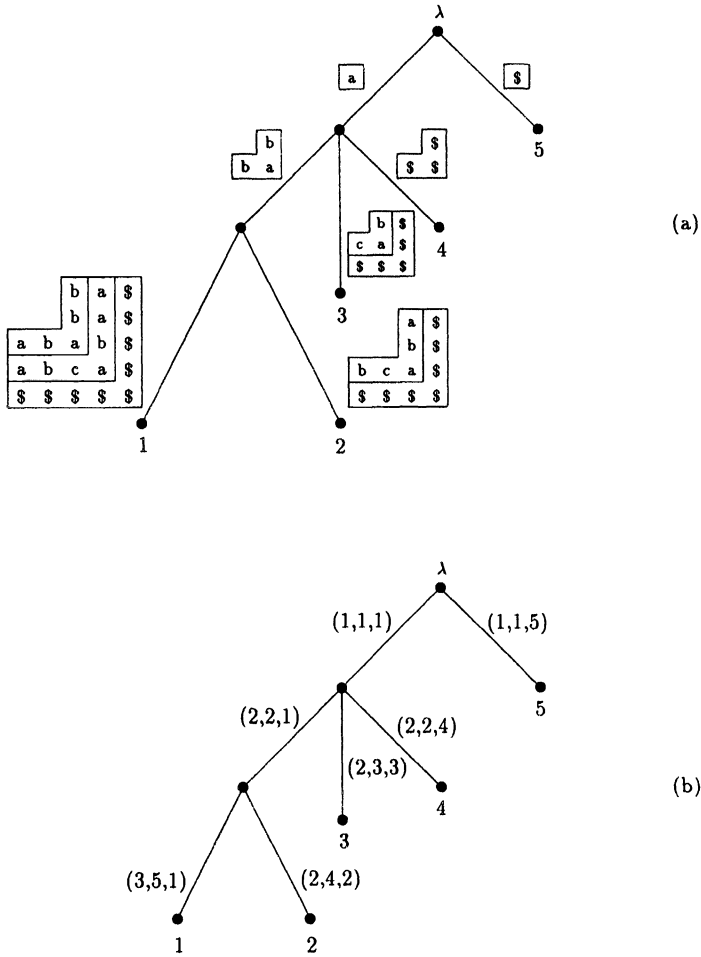 λ
a $
5
b
b a
$
$ $
(a)
b $
c a $
$ $ $
4
3
b a $
b a $
a b a b $
a b c a $
$ $ $ $ $
1
a $
b $
b c a $
$ $ $ $
2
λ
(1,1,1) (1,1,5)
5
(2,2,1) (2,2,4)
(2,3,3)
(b)
4
3
(3,5,1) (2,4,2)
1 2